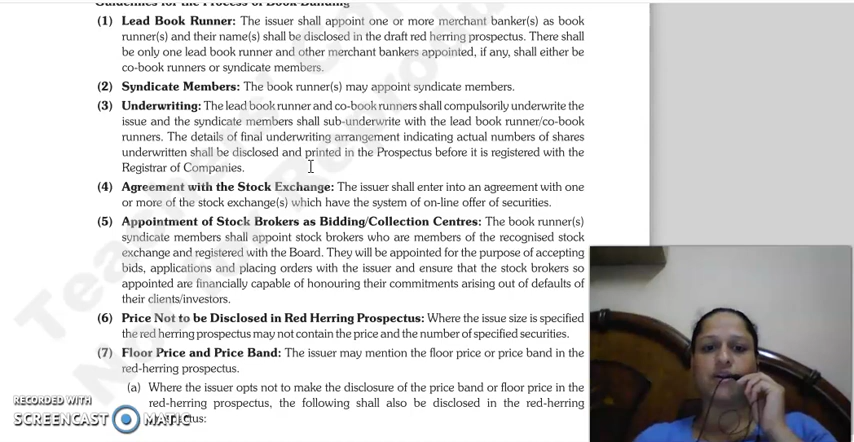 Guidelines for the Process of Book Building
(1) Lead Book Runner: The issuer shall appoint one or more merchant banker(s) as book
runner(s) and their name(s) shall be disclosed in the draft red herring prospectus. There shall
be only one lead book runner and other merchant bankers appointed, if any, shall either be
co-book runners or syndicate members.
(2) Syndicate Members: The book runner(s) may appoint syndicate members.
(3) Underwriting: The lead book runner and co-book runners shall compulsorily underwrite the
issue and the syndicate members shall sub-underwrite with the lead book runner/co-book
runners. The details of final underwriting arrangement indicating actual numbers of shares
underwritten shall be disclosed and printed in the Prospectus before it is registered with the
Registrar of Companies.
(4) Agreement with the Stock Exchange: The issuer shall enter into an agreement with one
or more of the stock exchange(s) which have the system of on-line offer of securities.
(5) Appointment of Stock Brokers as Bidding/Collection Centres: The book runner(s)
syndicate members shall appoint stock brokers who are members of the recognised stock
exchange and registered with the Board. They will be appointed for the purpose of accepting
bids, applications and placing orders with the issuer and ensure that the stock brokers so
appointed are financially capable of honouring their commitments arising out of defaults of
their clients/investors.
(6) Price Not to be Disclosed in Red Herring Prospectus: Where the issue size is specified
the red herring prospectus may not contain the price and the number of specified securities.
(7) Floor Price and Price Band: The issuer may mention the floor price or price band in the
red-herring prospectus.
(a) Where the issuer opts not to make the disclosure of the price band or floor price in the
red-herring prospectus, the following shall also be disclosed in the red-herring
RECORDED WITH
SCREENCAST MATIC